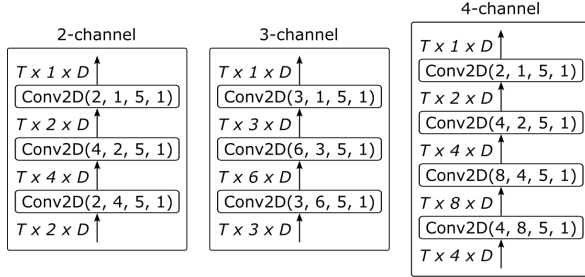 2-channel
T x 1 x D
Conv2D(2, 1, 5, 1)
T x 2 x D
Conv2D(4, 2, 5, 1)
T x 4 x D
Conv2D(2, 4, 5, 1)
T x 2 x D
3-channel
T x 1 x D
Conv2D(3, 1, 5, 1)
T x 3 x D
Conv2D(6, 3, 5, 1)
T x 6 x D
Conv2D(3, 6, 5, 1)
T x 3 x D
4-channel
T x 1 x D
Conv2D(2, 1, 5, 1)
T x 2 x D
Conv2D(4, 2, 5, 1)
T x 4 x D
Conv2D(8, 4, 5, 1)
T x 8 x D
Conv2D(4, 8, 5, 1)
T x 4 x D